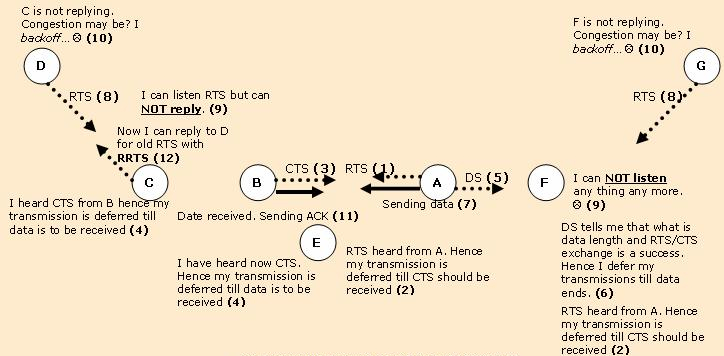 C is not replying.
Congestion may be? I
backoff... ☹ (10)
F is not replying.
Congestion may be? I
backoff... ☹ (10)
D
G
RTS (8)
I can listen RTS but can
NOT reply. (9)
RTS (8)
Now I can reply to D
for old RTS with
RRTS (12)
CTS (3)
RTS (1)
DS (5)
C
B
A
F
I can NOT listen
any thing any more.
☹ (9)
Sending data (7)
I heard CTS from B hence my
transmission is deferred till
data is to be received (4)
Date received. Sending ACK (11)
E
DS tells me that what is
data length and RTS/CTS
exchange is a success.
Hence I defer my
transmissions till data
ends. (6)
I have heard now CTS.
Hence my transmission is
deferred till data is to be
received (4)
RTS heard from A. Hence
my transmission is
deferred till CTS should be
received (2)
RTS heard from A. Hence
my transmission is
deferred till CTS should be
received (2)